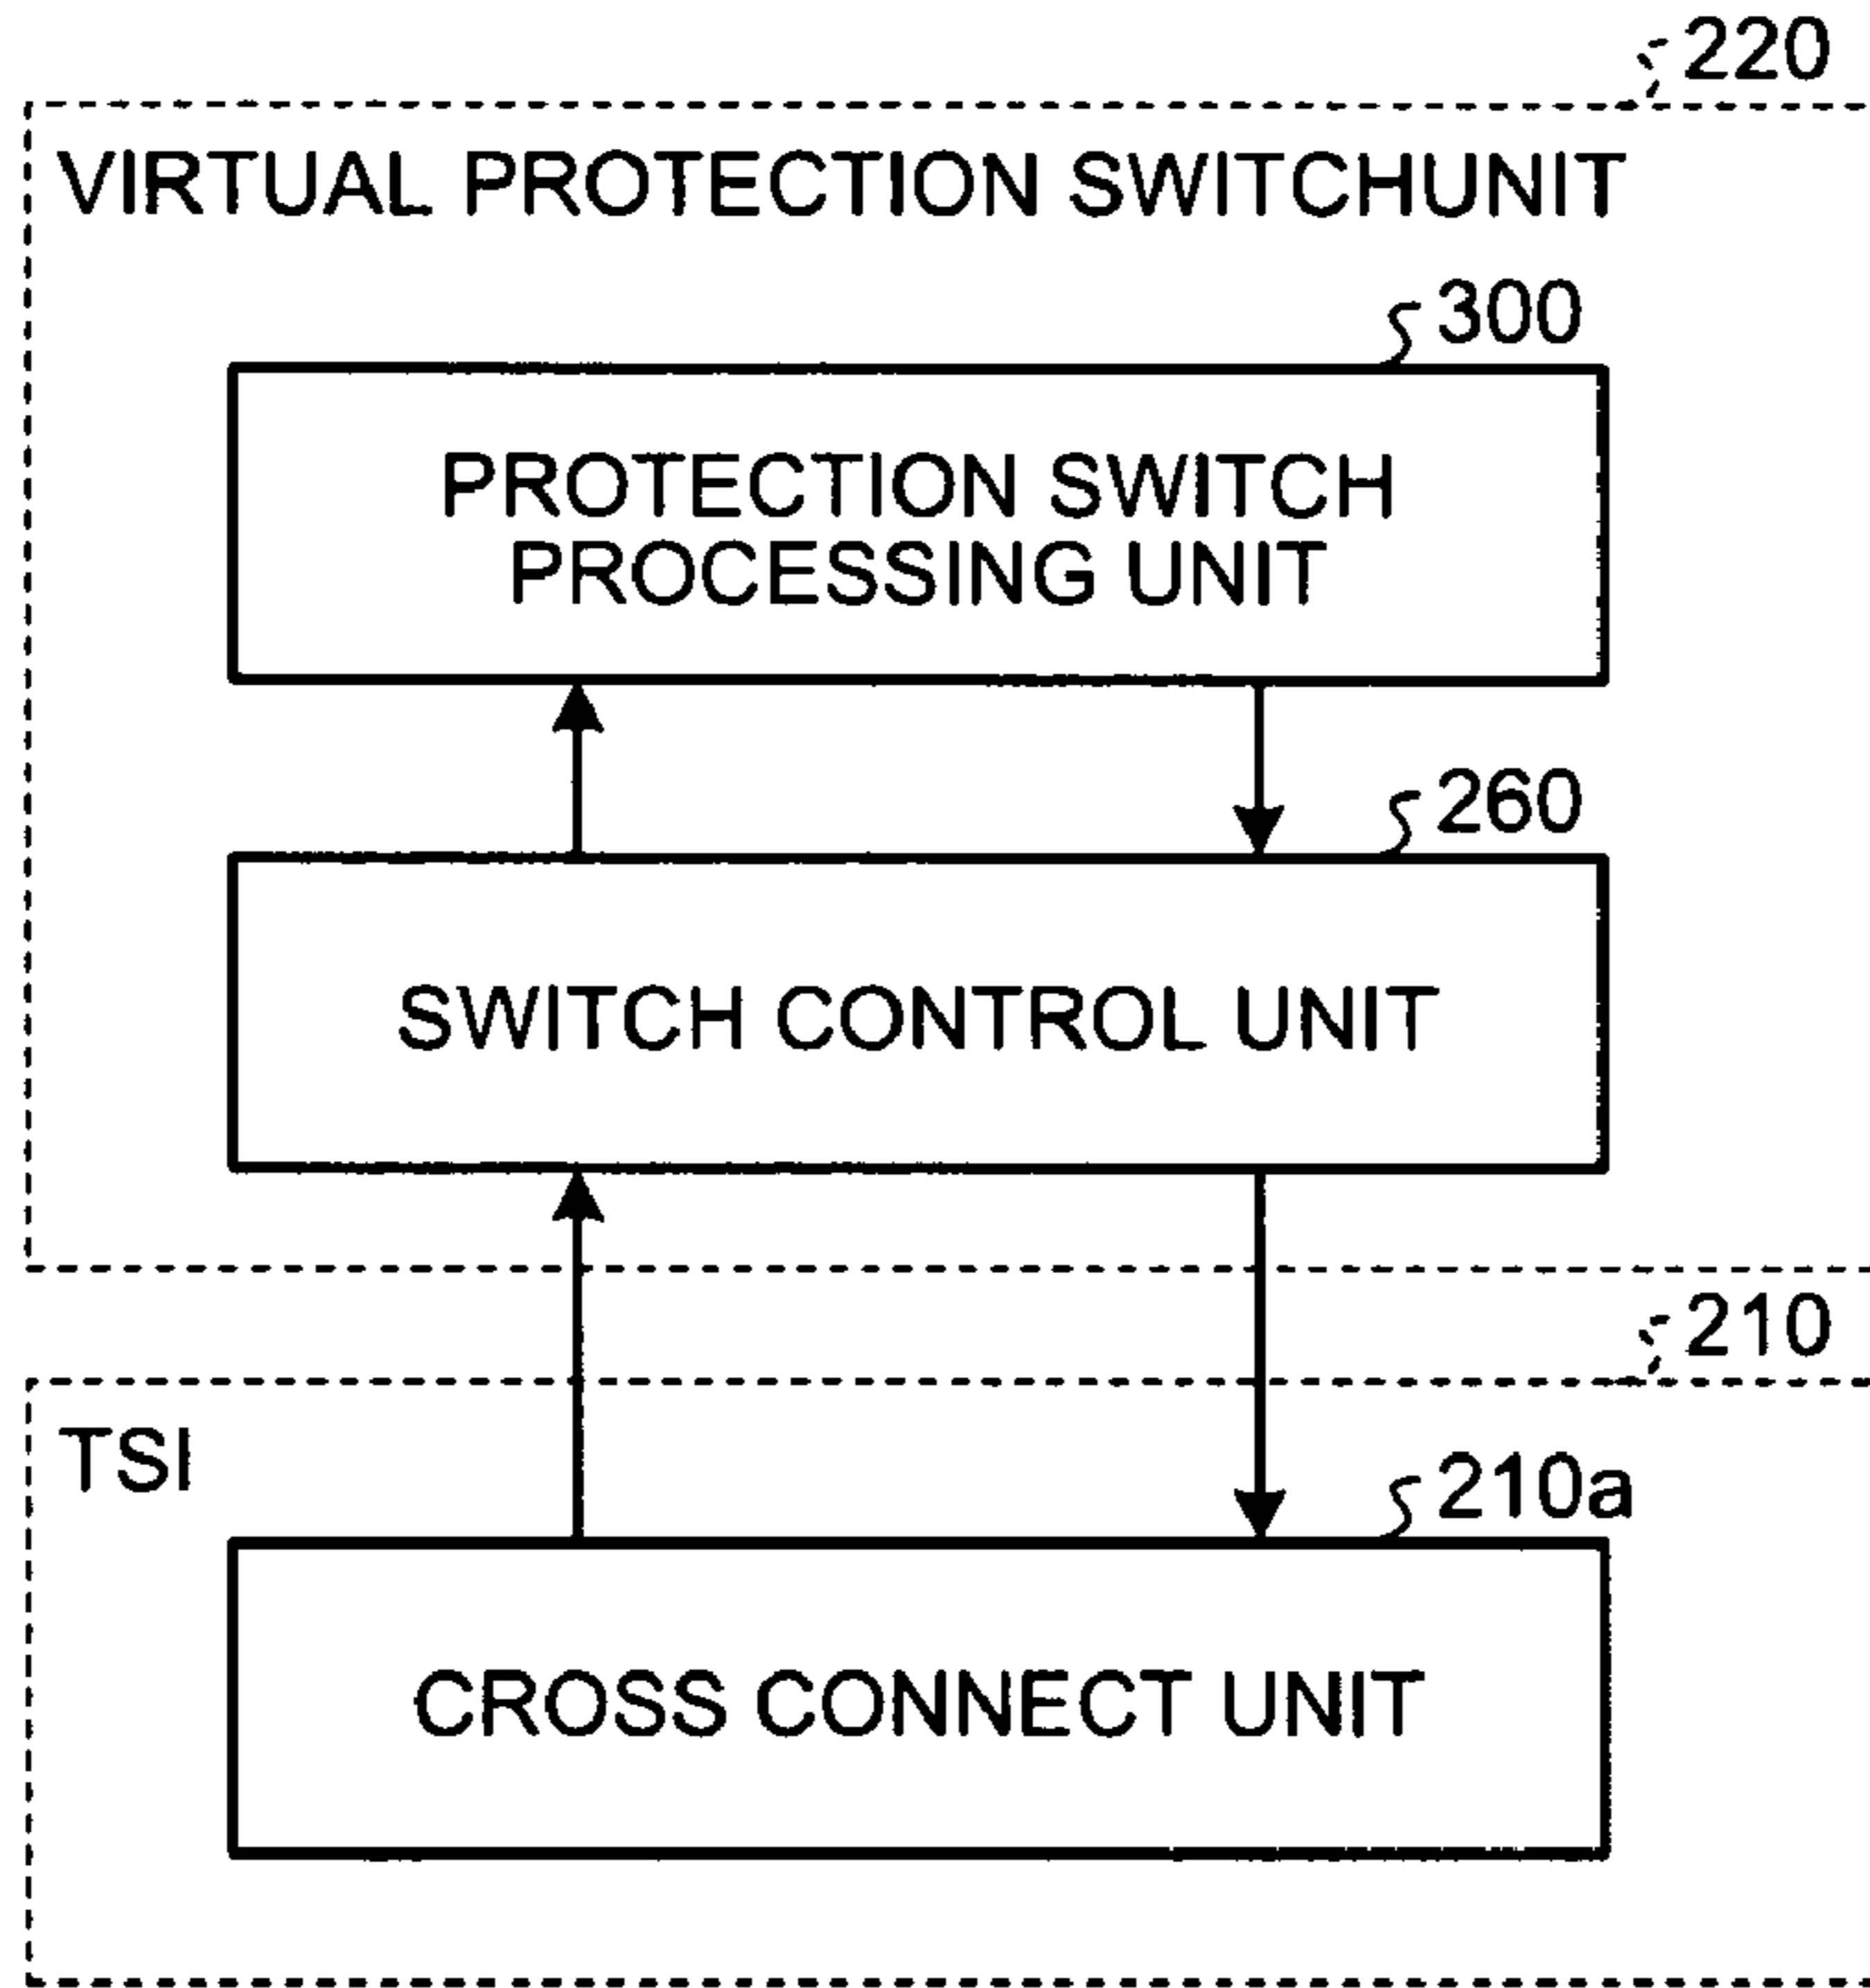 220
VIRTUAL PROTECTION SWITCHUNIT
300
PROTECTION SWITCH
PROCESSING UNIT
260
SWITCH CONTROL UNIT
210
TSI
210a
CROSS CONNECT UNIT